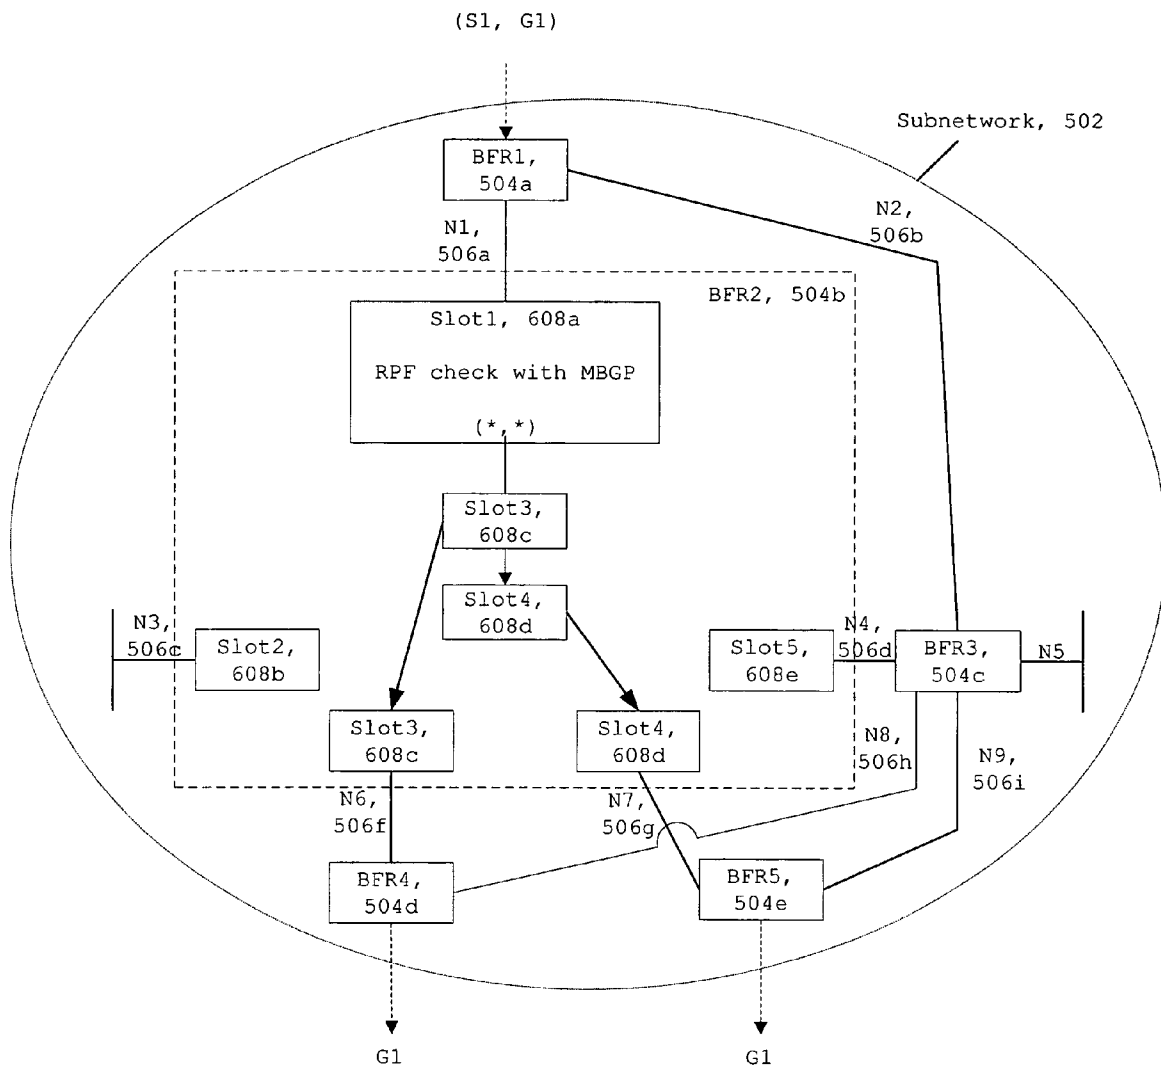 (S1, G1)
Subnetwork, 502
BFR1,
504a
N2,
506b
N1,
506a
BFR2, 504b
Slot1, 608a
RPF check with MBGP
(*,*)
Slot3,
608c
Slot4,
608d
N3,
506c
Slot2,
608b
Slot5,
608e
N4,
506d
BFR3,
504c
N5
Slot3,
608c
Slot4,
608d
N8,
506h
N9,
506i
N6,
506f
N7,
506g
BFR4,
504d
BFR5,
504e
G1
G1